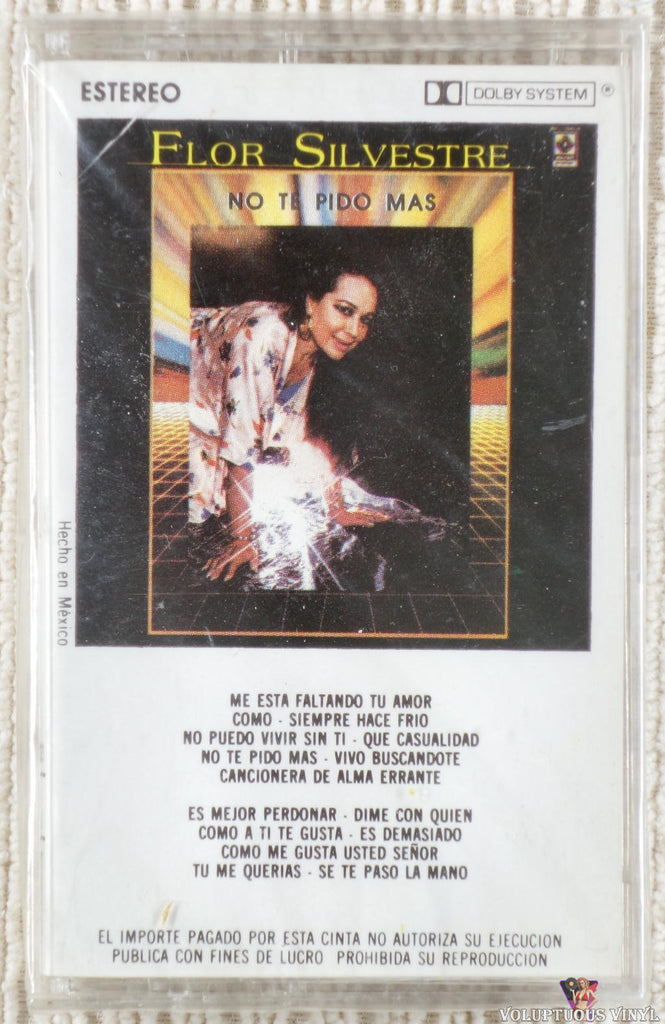 ESTEREO
DOLBY SYSTEM ®
FLOR SILVESTRE
NO TE PIDO MAS
Hecho en México
ME ESTA FALTANDO TU AMOR
COMO - SIEMPRE HACE FRIO
NO PUEDO VIVIR SIN TI - QUE CASUALIDAD
NO TE PIDO MAS - VIVO BUSCANDOTE
CANCIONERA DE ALMA ERRANTE
ES MEJOR PERDONAR - DIME CON QUIEN
COMO A TI TE GUSTA - ES DEMASIADO
COMO ME GUSTA USTED SEÑOR
TU ME QUERIAS - SE TE PASO LA MANO
EL IMPORTE PAGADO POR ESTA CINTA NO AUTORIZA SU EJECUCION
PUBLICA CON FINES DE LUCRO PROHIBIDA SU REPRODUCCION
VOLUPTUOUS VINYL